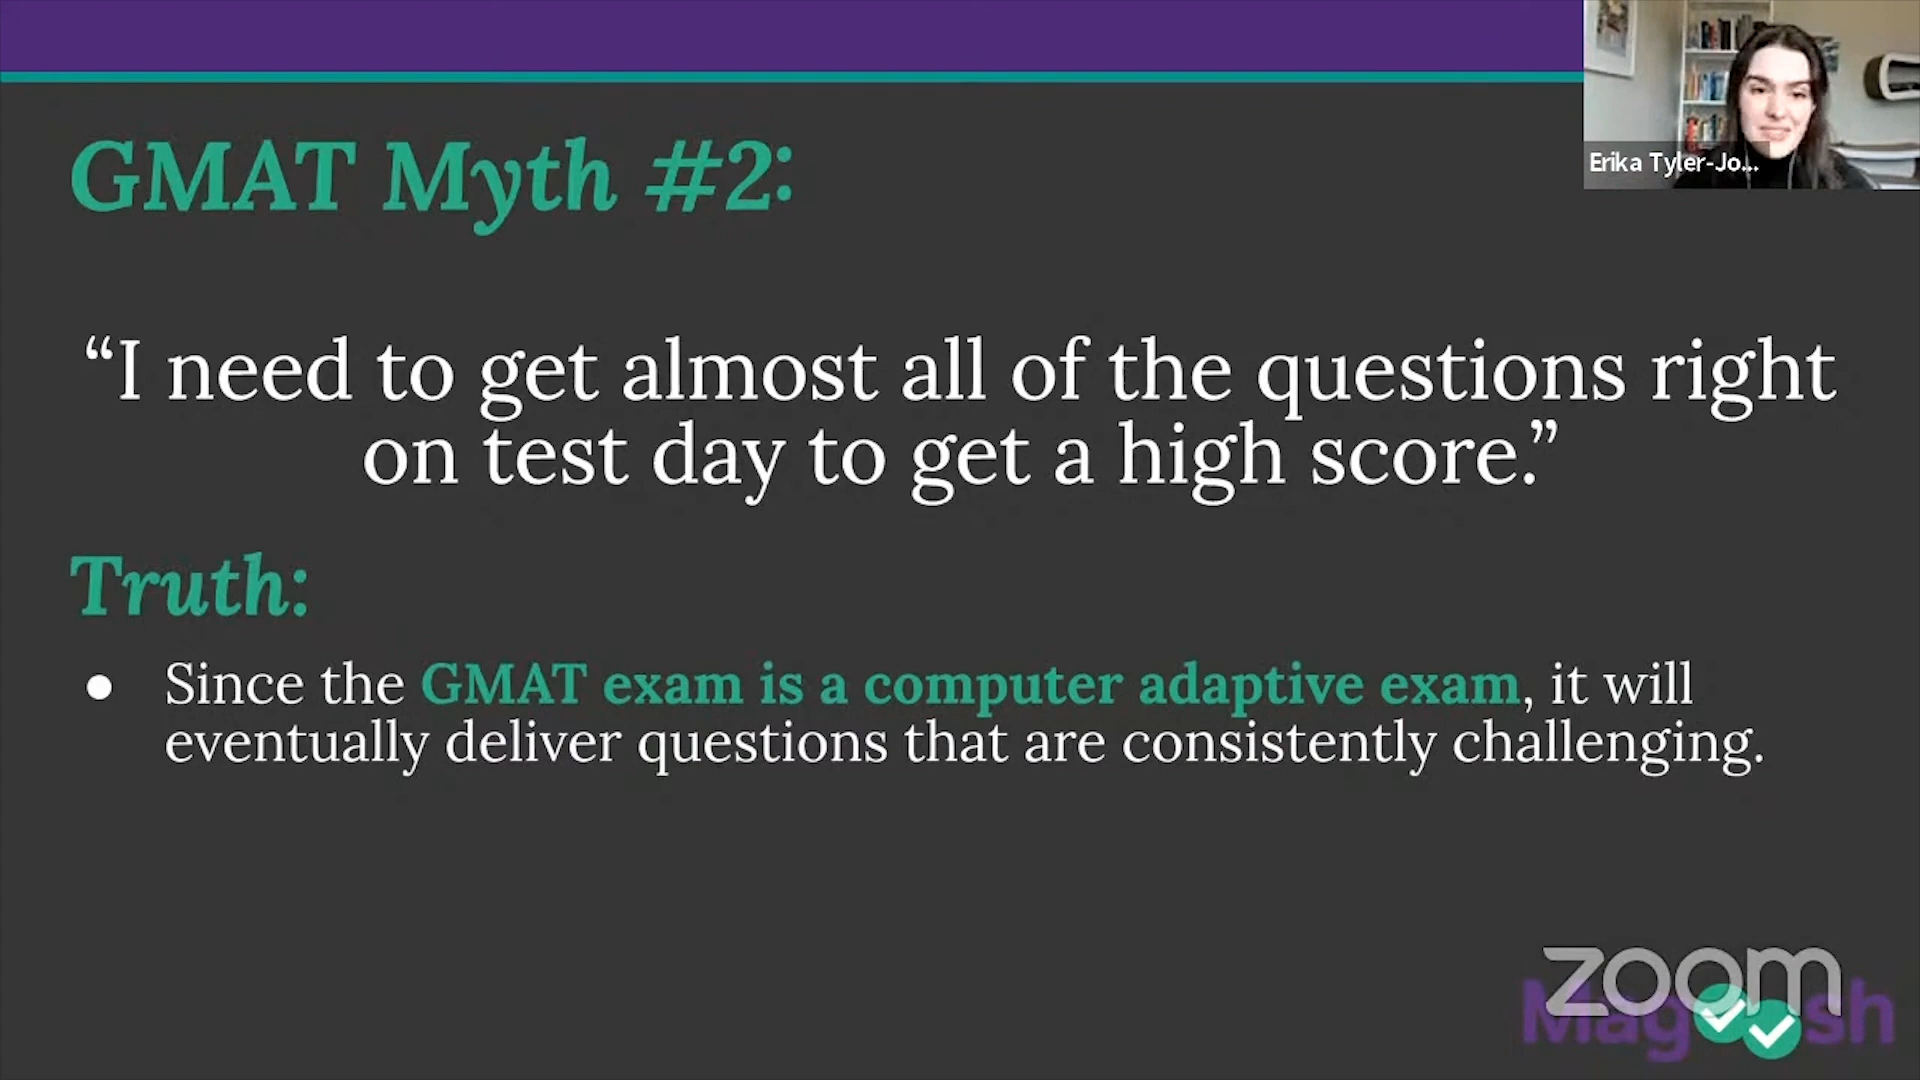 Erika Tyler-Jo...
GMAT Myth #2:
“I need to get almost all of the questions right
on test day to get a high score.”
Truth:
● Since the GMAT exam is a computer adaptive exam, it will
eventually deliver questions that are consistently challenging.
zoom
Magoosh